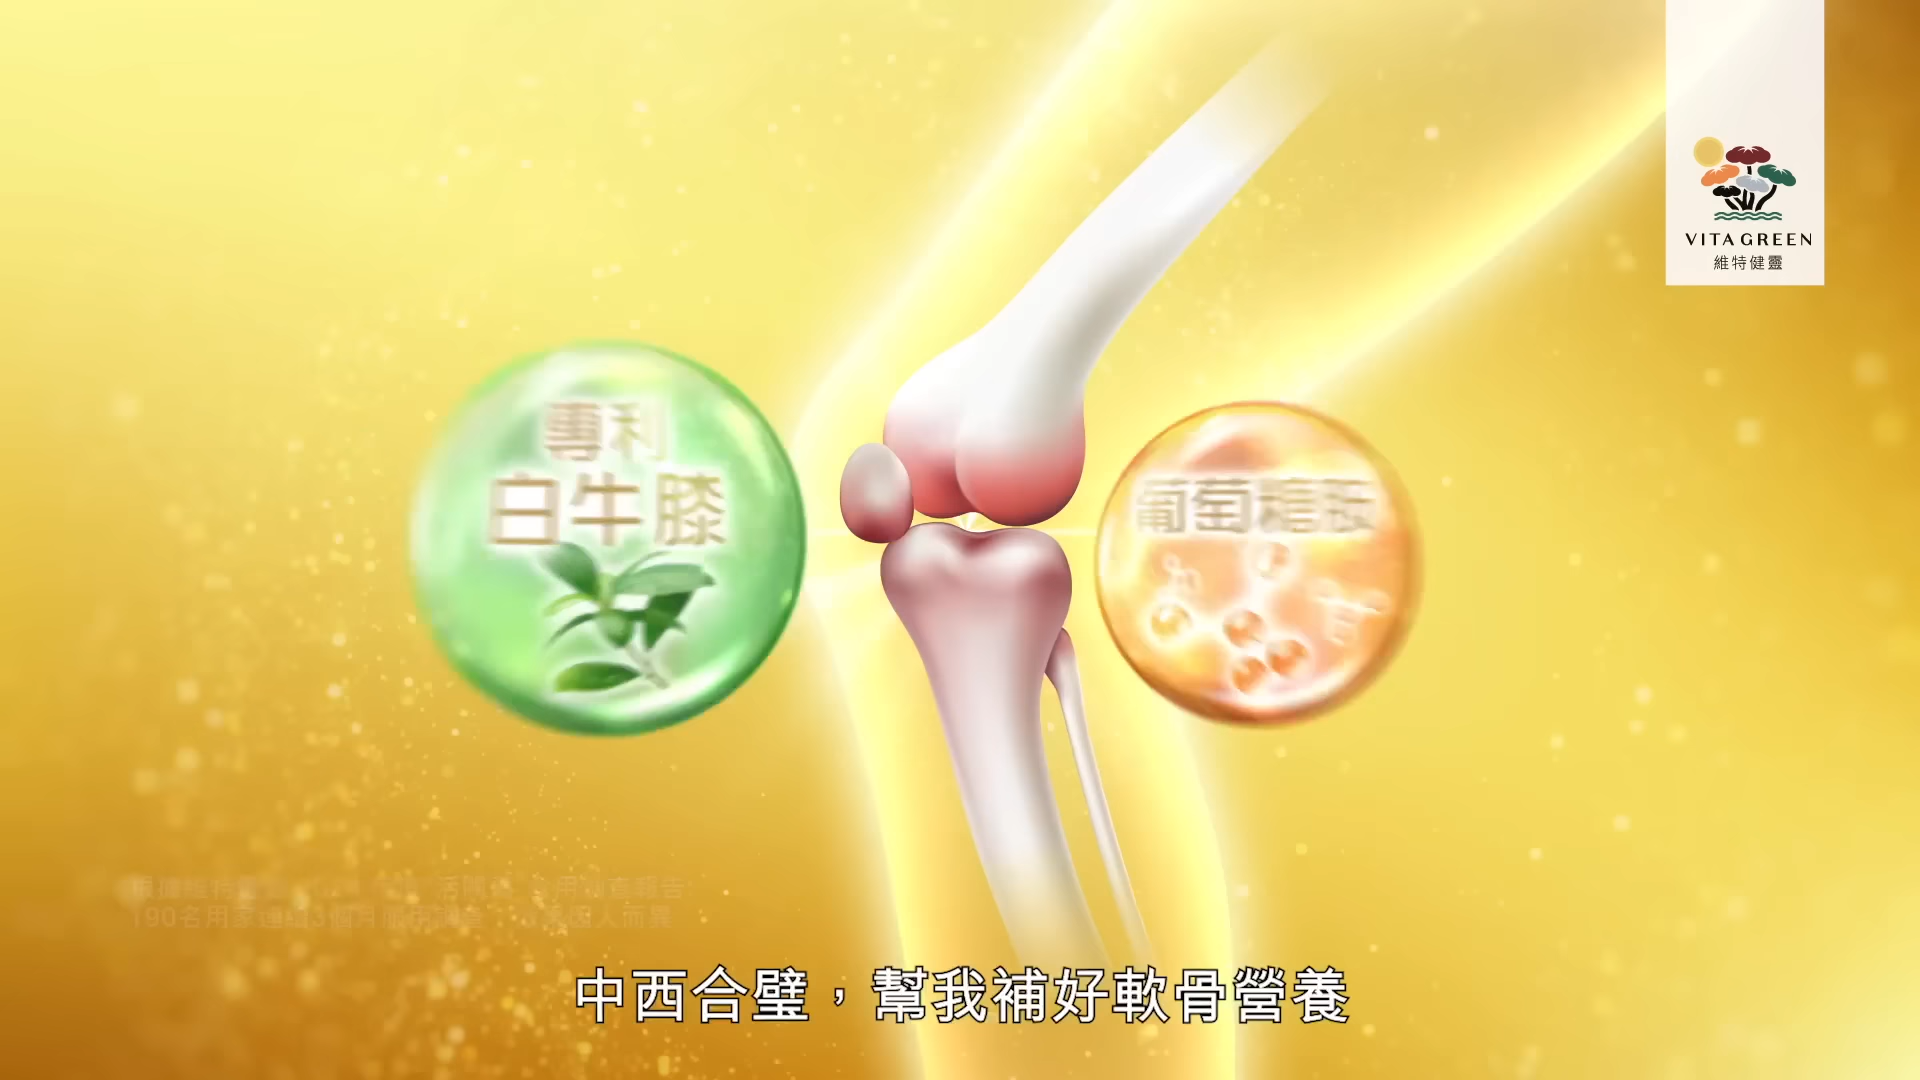 VITA GREEN
維特健靈
專利
白牛膝
葡萄糖胺
中西合璧，幫我補好軟骨營養